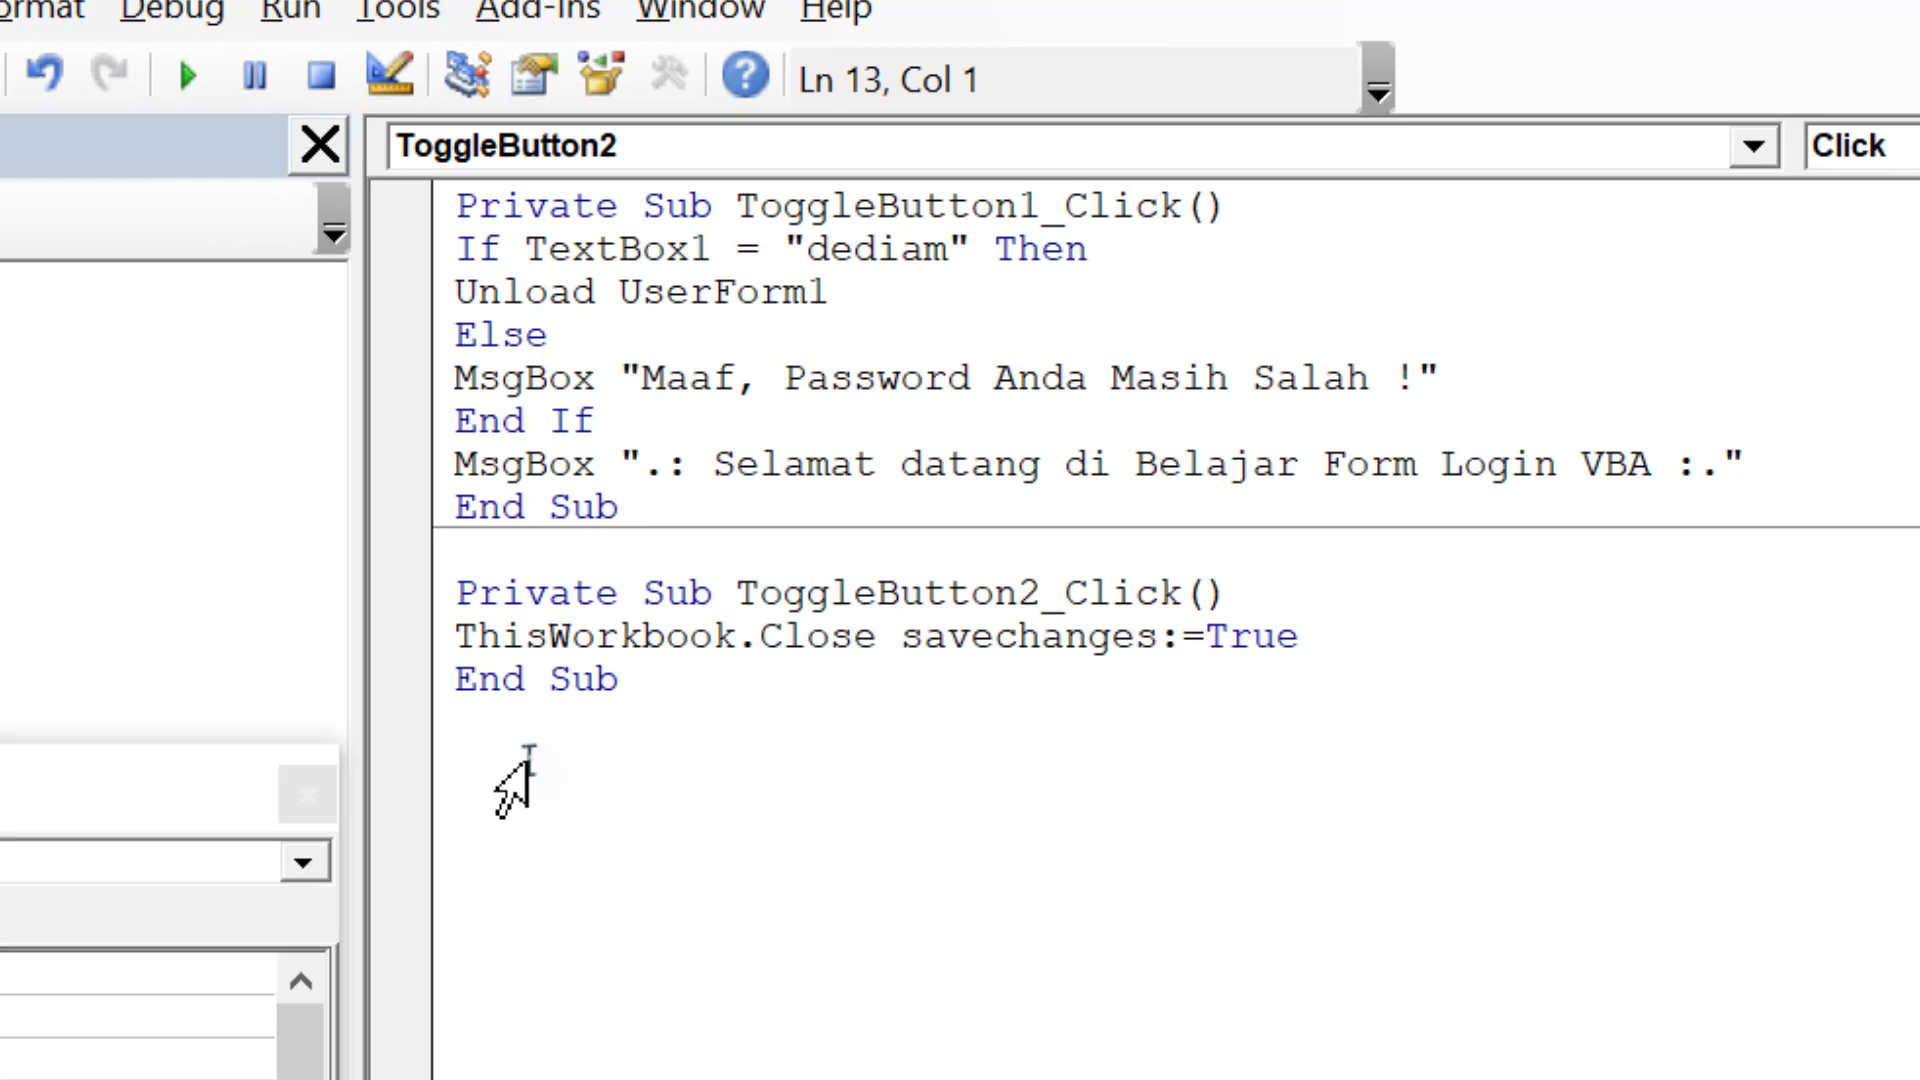 ormat Debug Run Tools Add-Ins Window Help
Ln 13, Col 1
ToggleButton2
Click
Private Sub ToggleButton1_Click()
If TextBox1 = "dediam" Then
Unload UserForm1
Else
MsgBox "Maaf, Password Anda Masih Salah !"
End If
MsgBox ".: Selamat datang di Belajar Form Login VBA :."
End Sub
Private Sub ToggleButton2_Click()
ThisWorkbook.Close savechanges:=True
End Sub